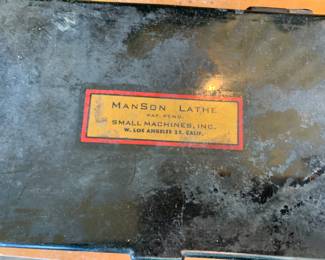 MANSON LATHE
PAT. PEND.
SMALL MACHINES, INC.
W. LOS ANGELES 25, CALIF.